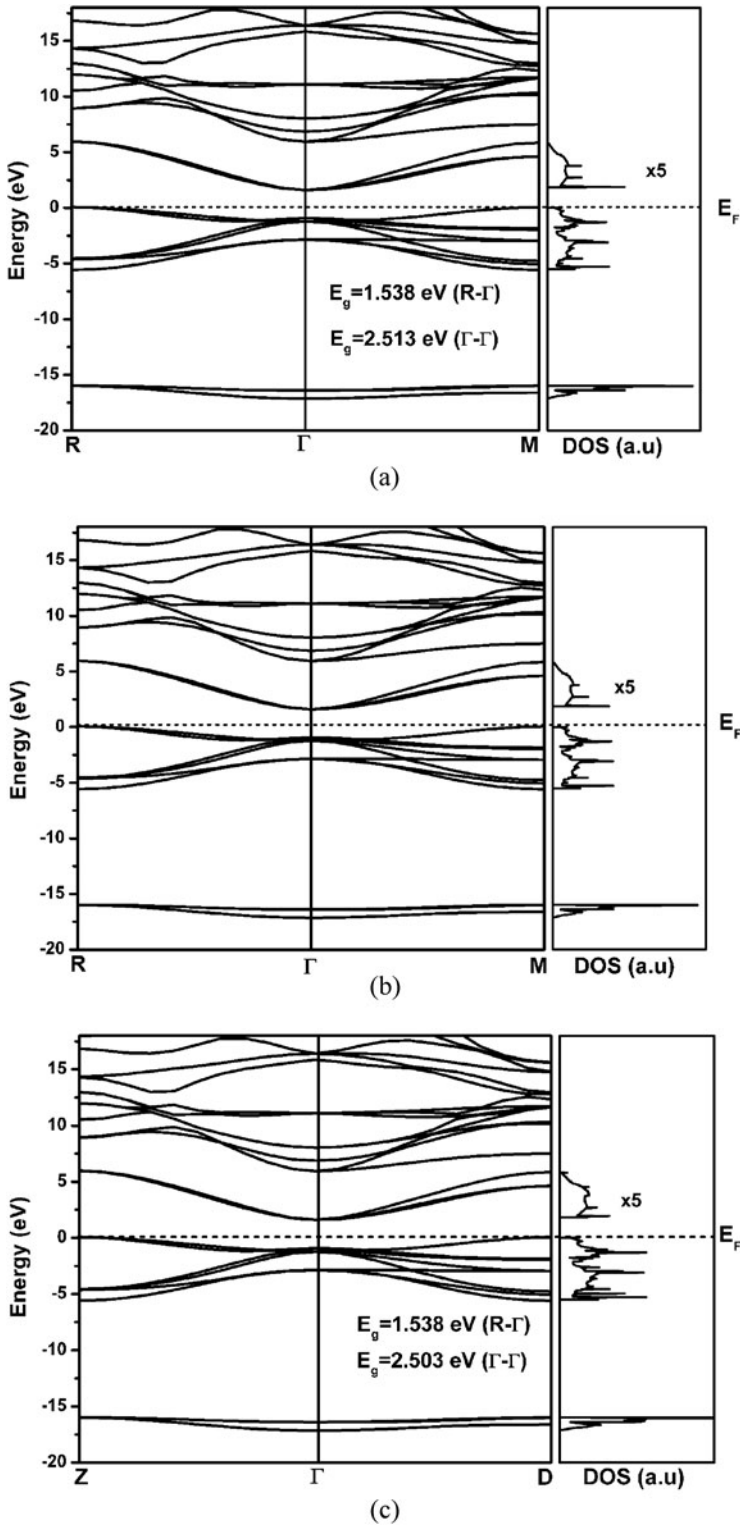 15
10
5
0
-5
-10
-15
-20
Energy (eV)
x5
E_F
E_g=1.538 eV (R-Γ)
E_g=2.513 eV (Γ-Γ)
R Γ M DOS (a.u)
(a)
15
10
5
0
-5
-10
-15
-20
Energy (eV)
x5
E_F
R Γ M DOS (a.u)
(b)
15
10
5
0
-5
-10
-15
-20
Energy (eV)
x5
E_F
E_g=1.538 eV (R-Γ)
E_g=2.503 eV (Γ-Γ)
Z Γ D DOS (a.u)
(c)